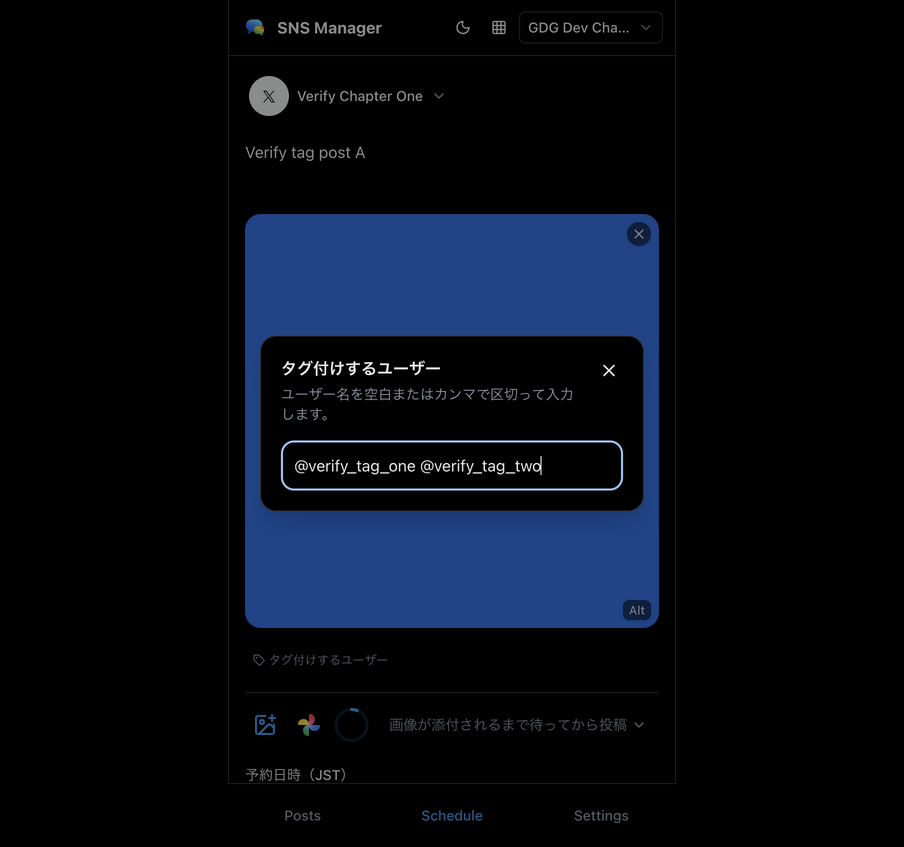 SNS Manager
GDG Dev Cha...
Verify Chapter One
Verify tag post A
タグ付けするユーザー
ユーザー名を空白またはカンマで区切って入力
します。
@verify_tag_one @verify_tag_two
Alt
タグ付けするユーザー
画像が添付されるまで待ってから投稿
予約日時（JST）
Posts
Schedule
Settings